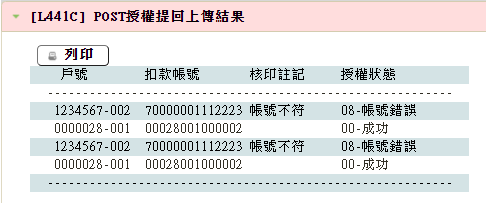 [L441C] POST授權提回上傳結果
列印
戶號 扣款帳號 核印註記 授權狀態
--------------------------------------------------------
1234567-002 70000001112223 帳號不符 08-帳號錯誤
0000028-001 00028001000002 00-成功
1234567-002 70000001112223 帳號不符 08-帳號錯誤
0000028-001 00028001000002 00-成功
--------------------------------------------------------